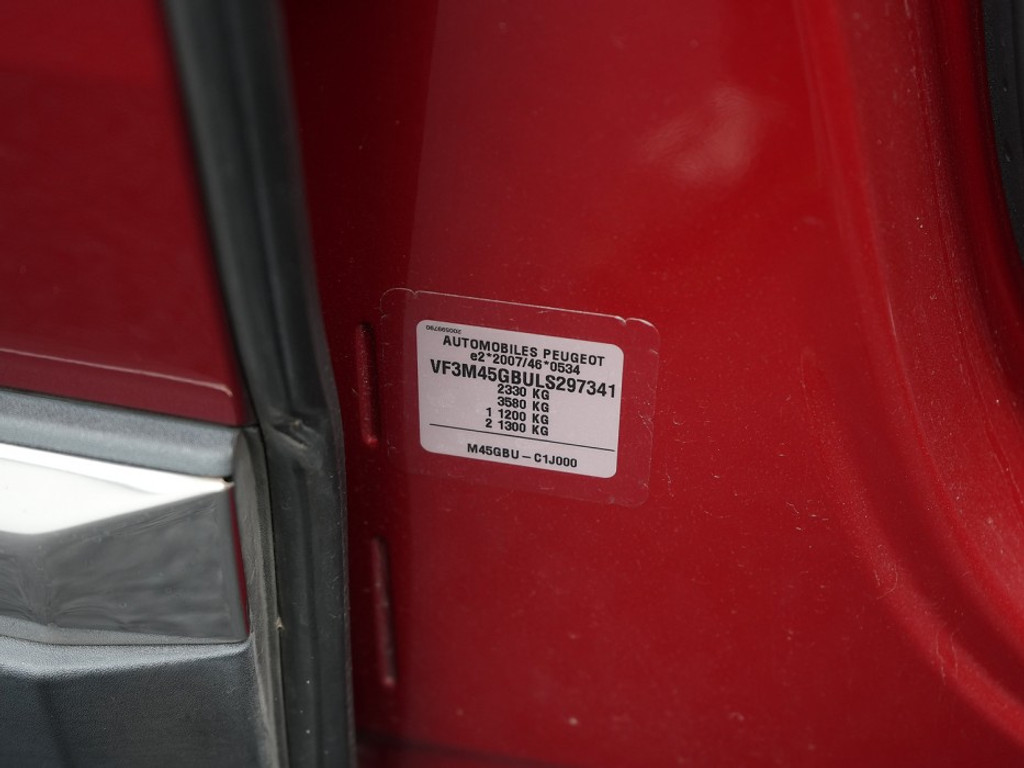 200599790
AUTOMOBILES PEUGEOT
e2*2007/46*0534
VF3M45GBULS297341
2330 KG
3580 KG
1 1200 KG
2 1300 KG
M45GBU – C1J000